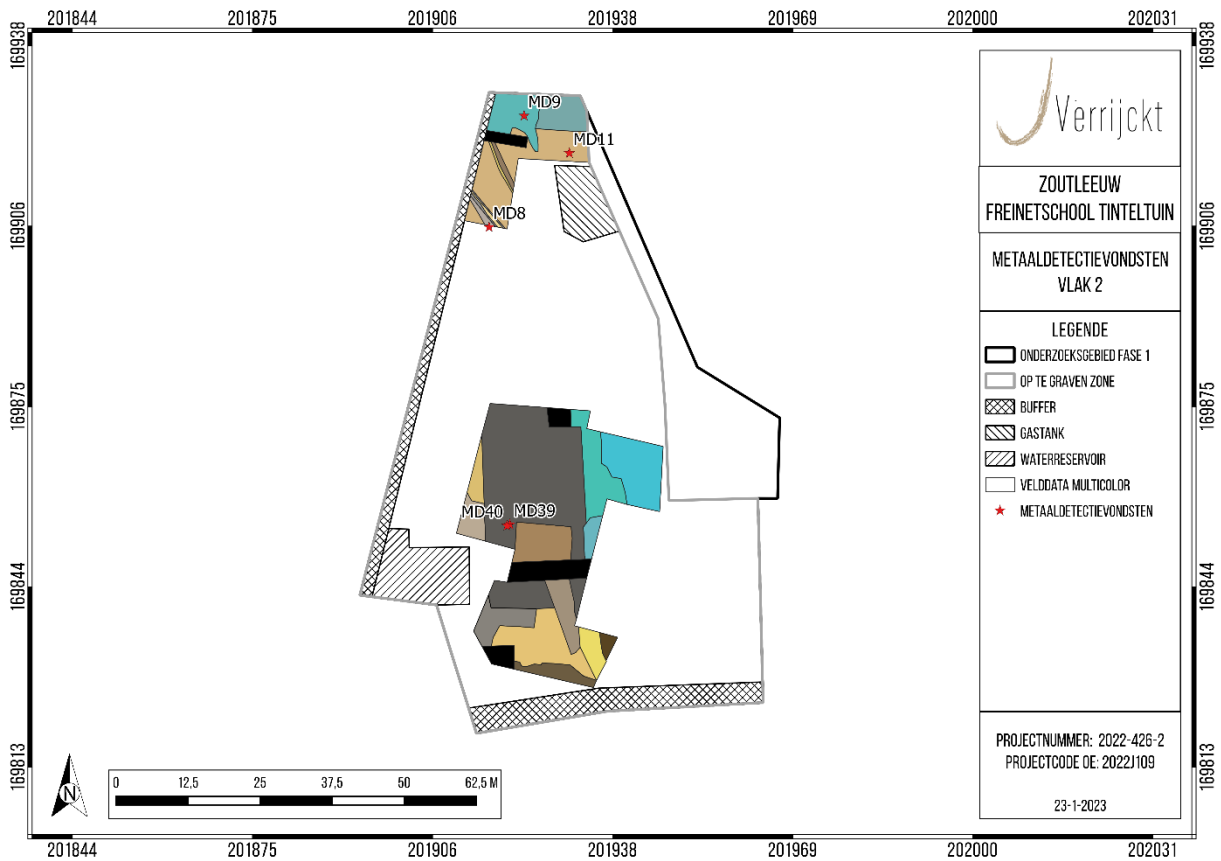 201844 201875 201906 201938 201969 202000 202031
169938 169938
169906 169906
169875 169875
169844 169844
169813 169813
MD9
MD11
MD8
MD40 MD39
Verrijckt
ZOUTLEEUW
FREINETSCHOOL TINTELTUIN
METAALDETECTIEVONDSTEN
VLAK 2
LEGENDE
ONDERZOEKSGEBIED FASE 1
OP TE GRAVEN ZONE
BUFFER
GASTANK
WATERRESERVOIR
VELDDATA MULTICOLOR
METAALDETECTIEVONDSTEN
PROJECTNUMMER: 2022-426-2
PROJECTCODE OE: 2022J109
23-1-2023
N
0 12,5 25 37,5 50 62,5 M
201844 201875 201906 201938 201969 202000 202031